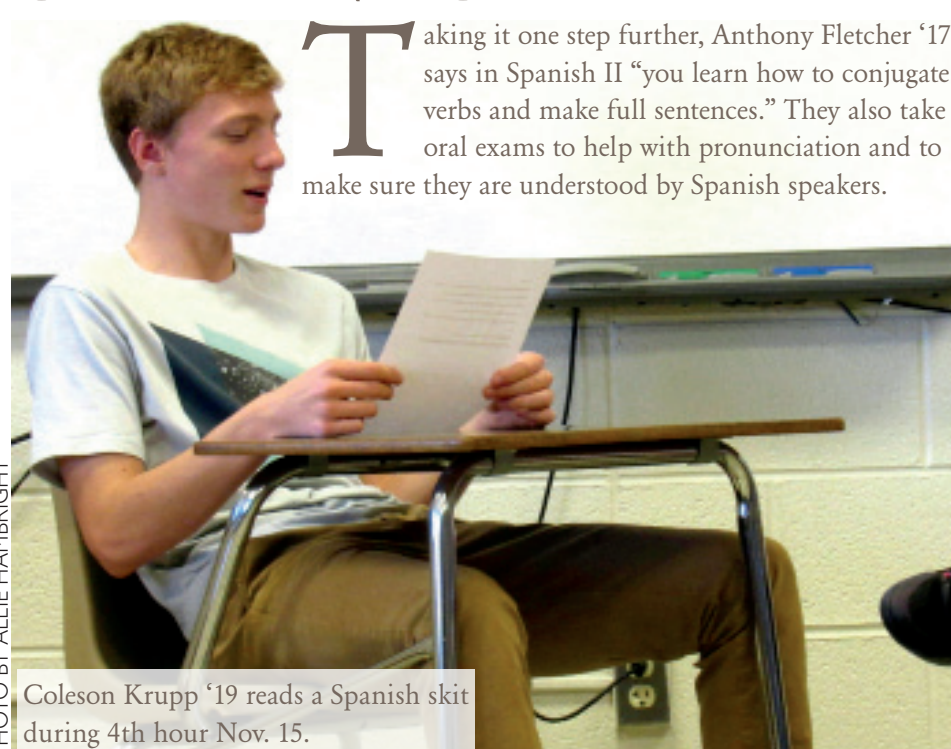 Taking it one step further, Anthony Fletcher ‘17
says in Spanish II “you learn how to conjugate
verbs and make full sentences.” They also take
oral exams to help with pronunciation and to
make sure they are understood by Spanish speakers.
PHOTO BY ALLIE HAMBRIGHT
Coleson Krupp ‘19 reads a Spanish skit
during 4th hour Nov. 15.